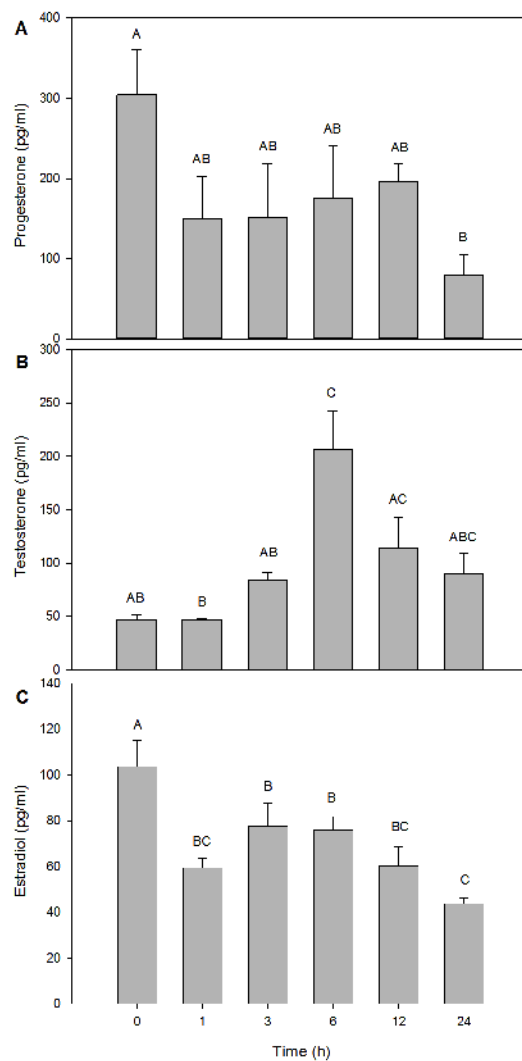 A
400
A
300
AB
AB
AB
AB
200
B
100
0
Progesterone (pg/ml)
B
300
C
250
200
AC
150
ABC
AB
100
AB
B
50
0
Testosterone (pg/ml)
C
140
A
120
B
B
100
BC
BC
80
C
60
40
20
0
Estradiol (pg/ml)
0 1 3 6 12 24
Time (h)